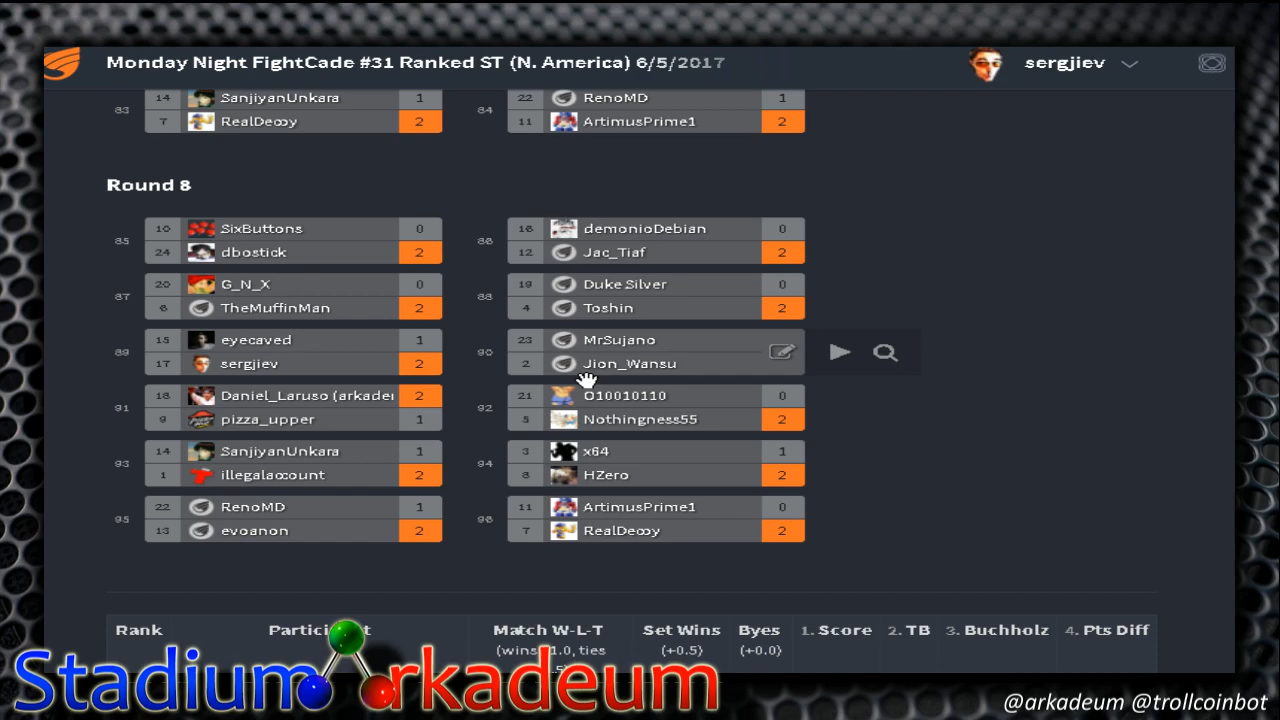 Monday Night FightCade #31 Ranked ST (N. America) 6/5/2017
sergjiev
83
14 SanjiyanUnkara 1
7 RealDecoy 2
84
22 RenoMD 1
11 ArtimusPrime1 2
Round 8
85
10 SixButtons 0
24 dbostick 2
86
16 demonioDebian 0
12 Jac_Tiaf 2
87
20 G_N_X 0
6 TheMuffinMan 2
88
19 DukeSilver 0
4 Toshin 2
89
15 eyecaved 1
17 sergjiev 2
90
23 MrSujano
2 Jion_Wansu
91
18 Daniel_Laruso (arkade
9 pizza_upper 1
92
21 O10010110 0
5 Nothingness55 2
93
14 SanjiyanUnkara 1
1 illegalaccount 2
94
3 x64 1
8 HZero 2
95
22 RenoMD 1
13 evoanon 2
96
11 ArtimusPrime1 0
7 RealDecoy 2
Rank Participant Match W-L-T Set Wins Byes 1. Score 2. TB 3. Buchholz 4. Pts Diff
(wins 1.0, ties (+0.5) (+0.0)
Stadium Arkadeum
@arkadeum @trollcoinbot